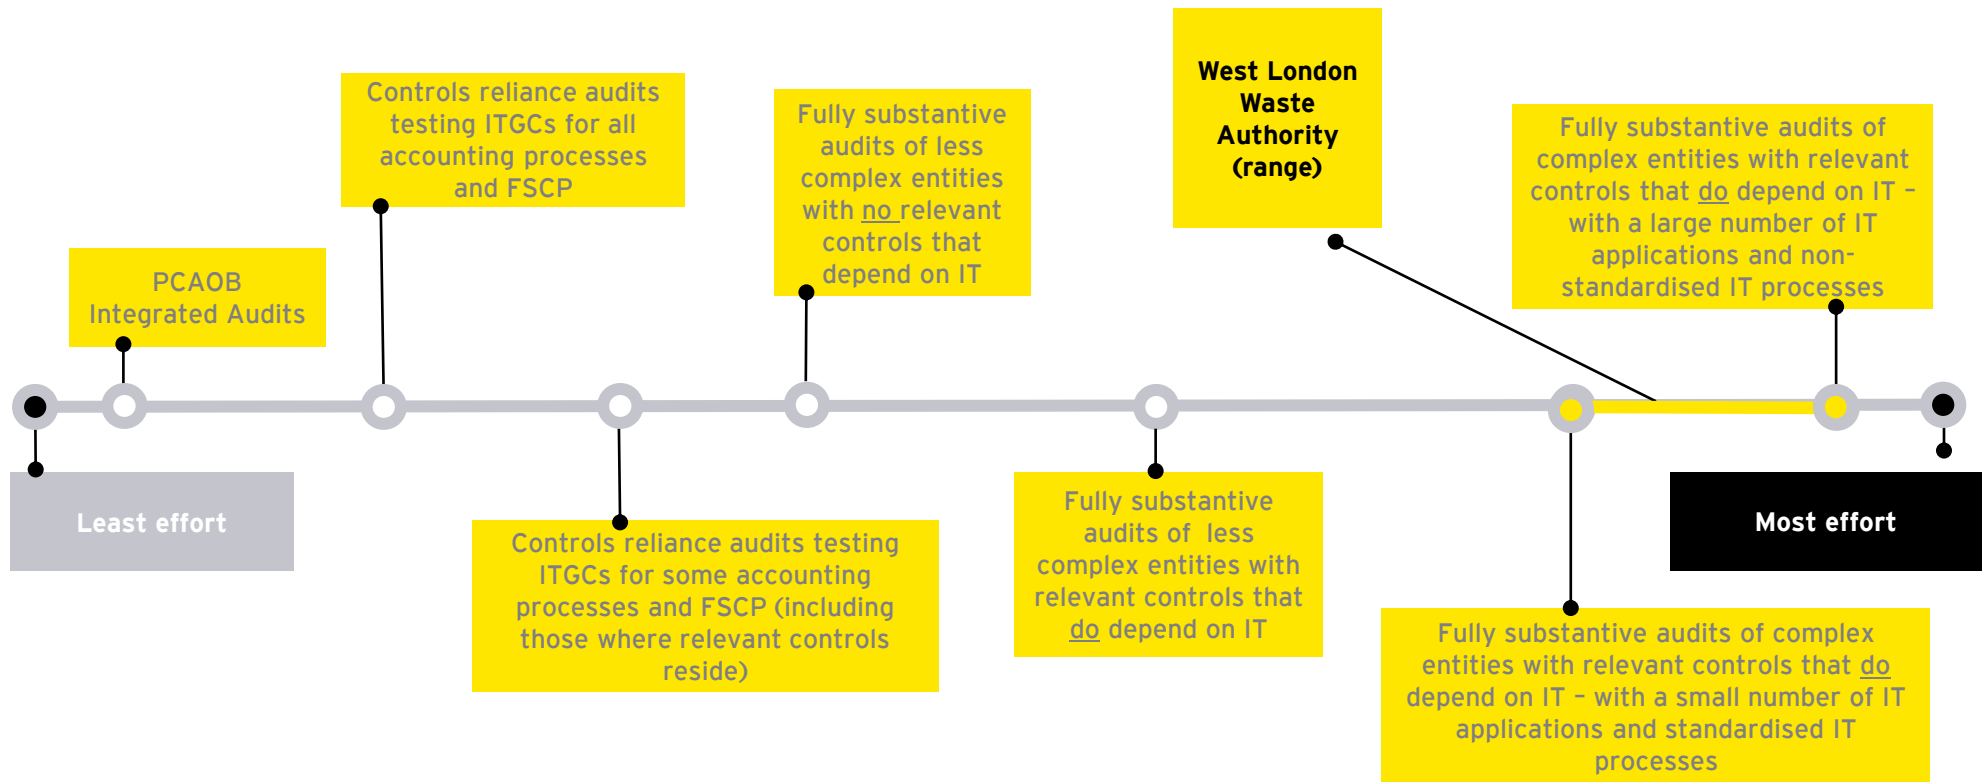 PCAOB
Integrated Audits
Controls reliance audits
testing ITGCs for all
accounting processes
and FSCP
Fully substantive
audits of less
complex entities
with no relevant
controls that
depend on IT
West London
Waste
Authority
(range)
Fully substantive audits of
complex entities with relevant
controls that do depend on IT –
with a large number of IT
applications and non-
standardised IT processes
Least effort
Controls reliance audits testing
ITGCs for some accounting
processes and FSCP (including
those where relevant controls
reside)
Fully substantive
audits of less
complex entities with
relevant controls that
do depend on IT
Most effort
Fully substantive audits of complex
entities with relevant controls that do
depend on IT – with a small number of IT
applications and standardised IT
processes